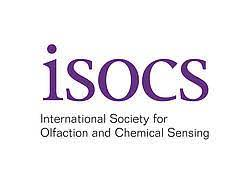 isocs
International Society for
Olfaction and Chemical Sensing